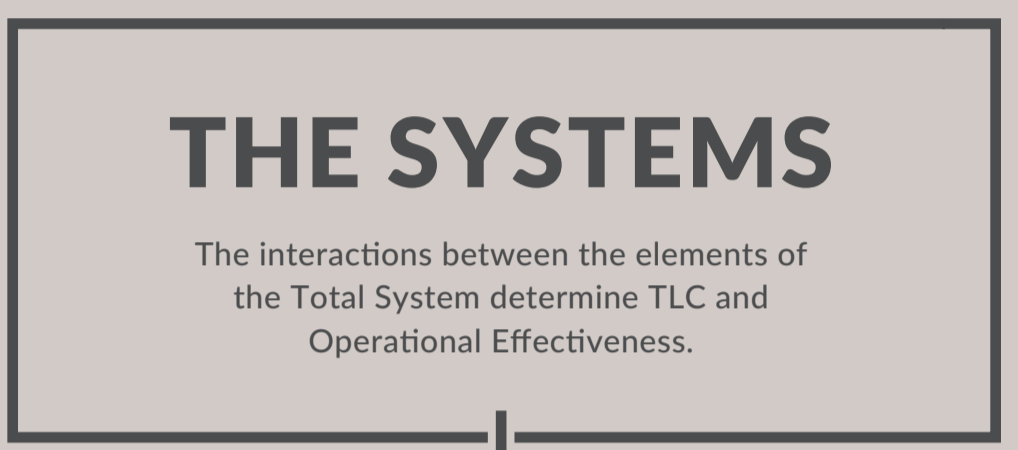 THE SYSTEMS
The interactions between the elements of
the Total System determine TLC and
Operational Effectiveness.